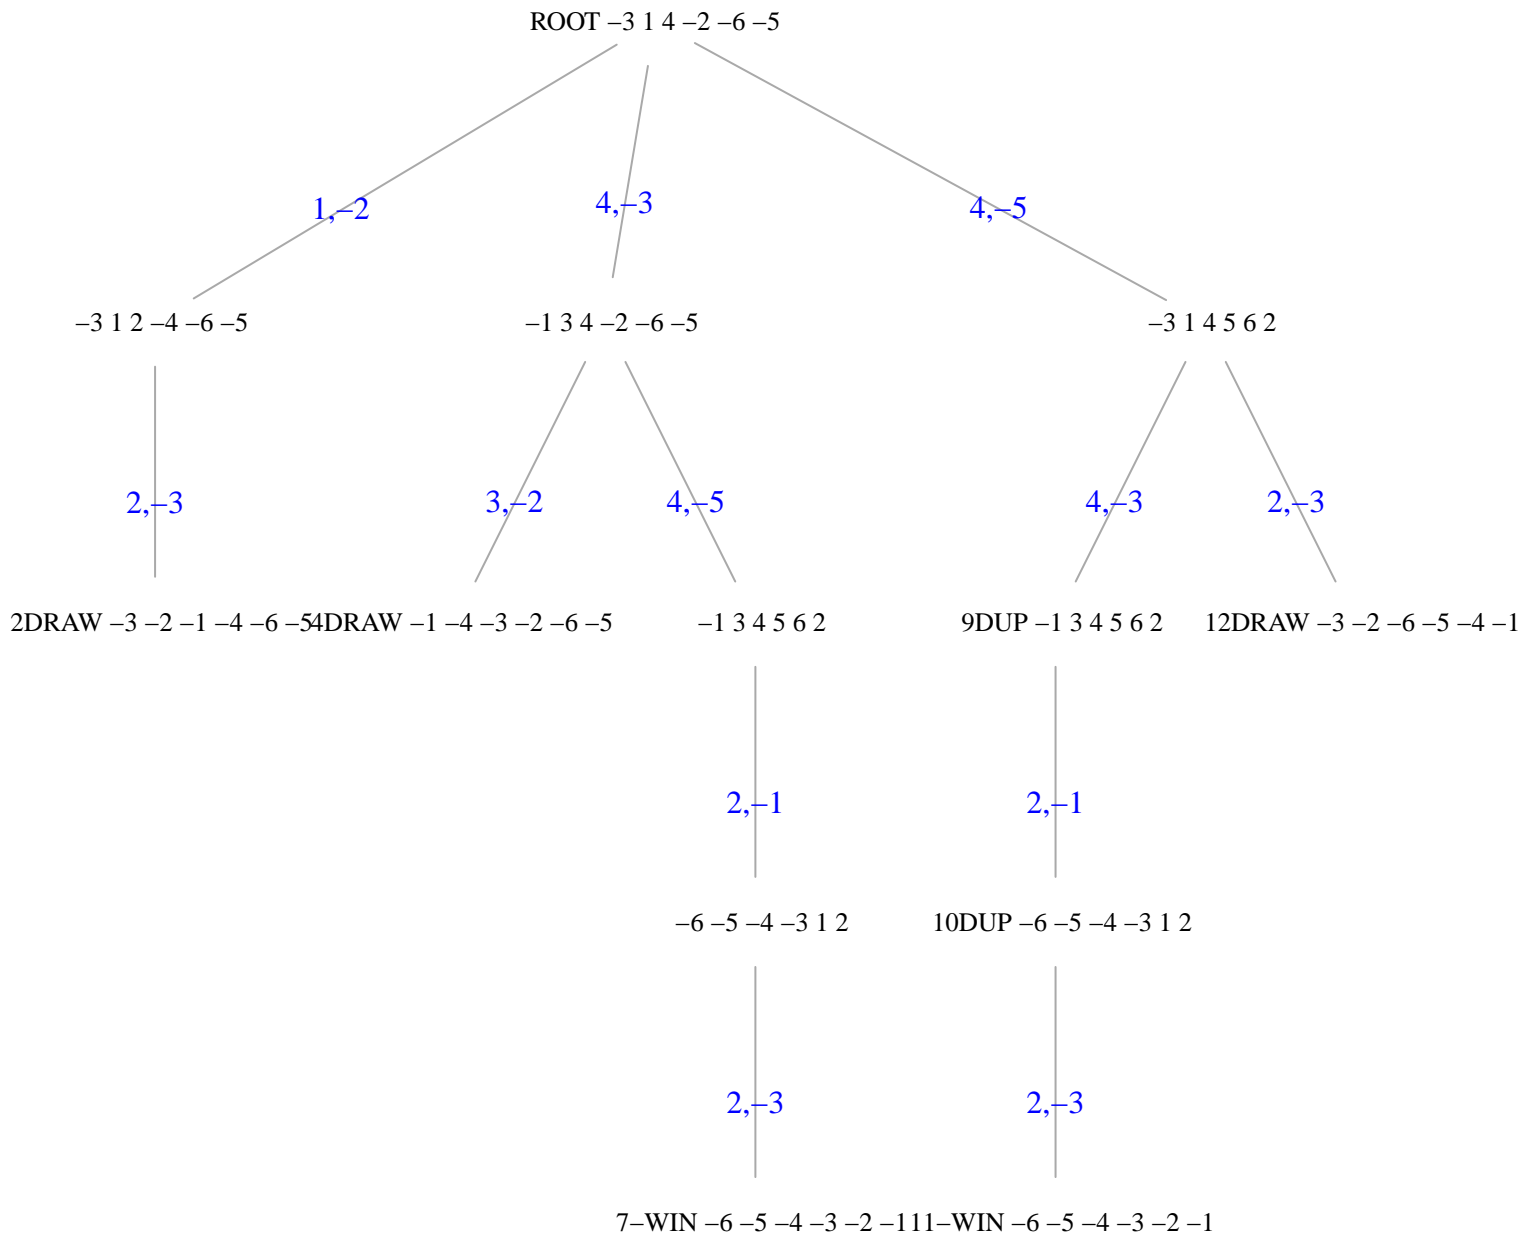 ROOT –3 1 4 –2 –6 –5
1,–2
4,–3
4,–5
–3 1 2 –4 –6 –5
–1 3 4 –2 –6 –5
–3 1 4 5 6 2
2,–3
3,–2
4,–5
4,–3
2,–3
2DRAW –3 –2 –1 –4 –6 –5
4DRAW –1 –4 –3 –2 –6 –5
–1 3 4 5 6 2
9DUP –1 3 4 5 6 2
12DRAW –3 –2 –6 –5 –4 –1
2,–1
2,–1
–6 –5 –4 –3 1 2
10DUP –6 –5 –4 –3 1 2
2,–3
2,–3
7–WIN –6 –5 –4 –3 –2 –1
11–WIN –6 –5 –4 –3 –2 –1